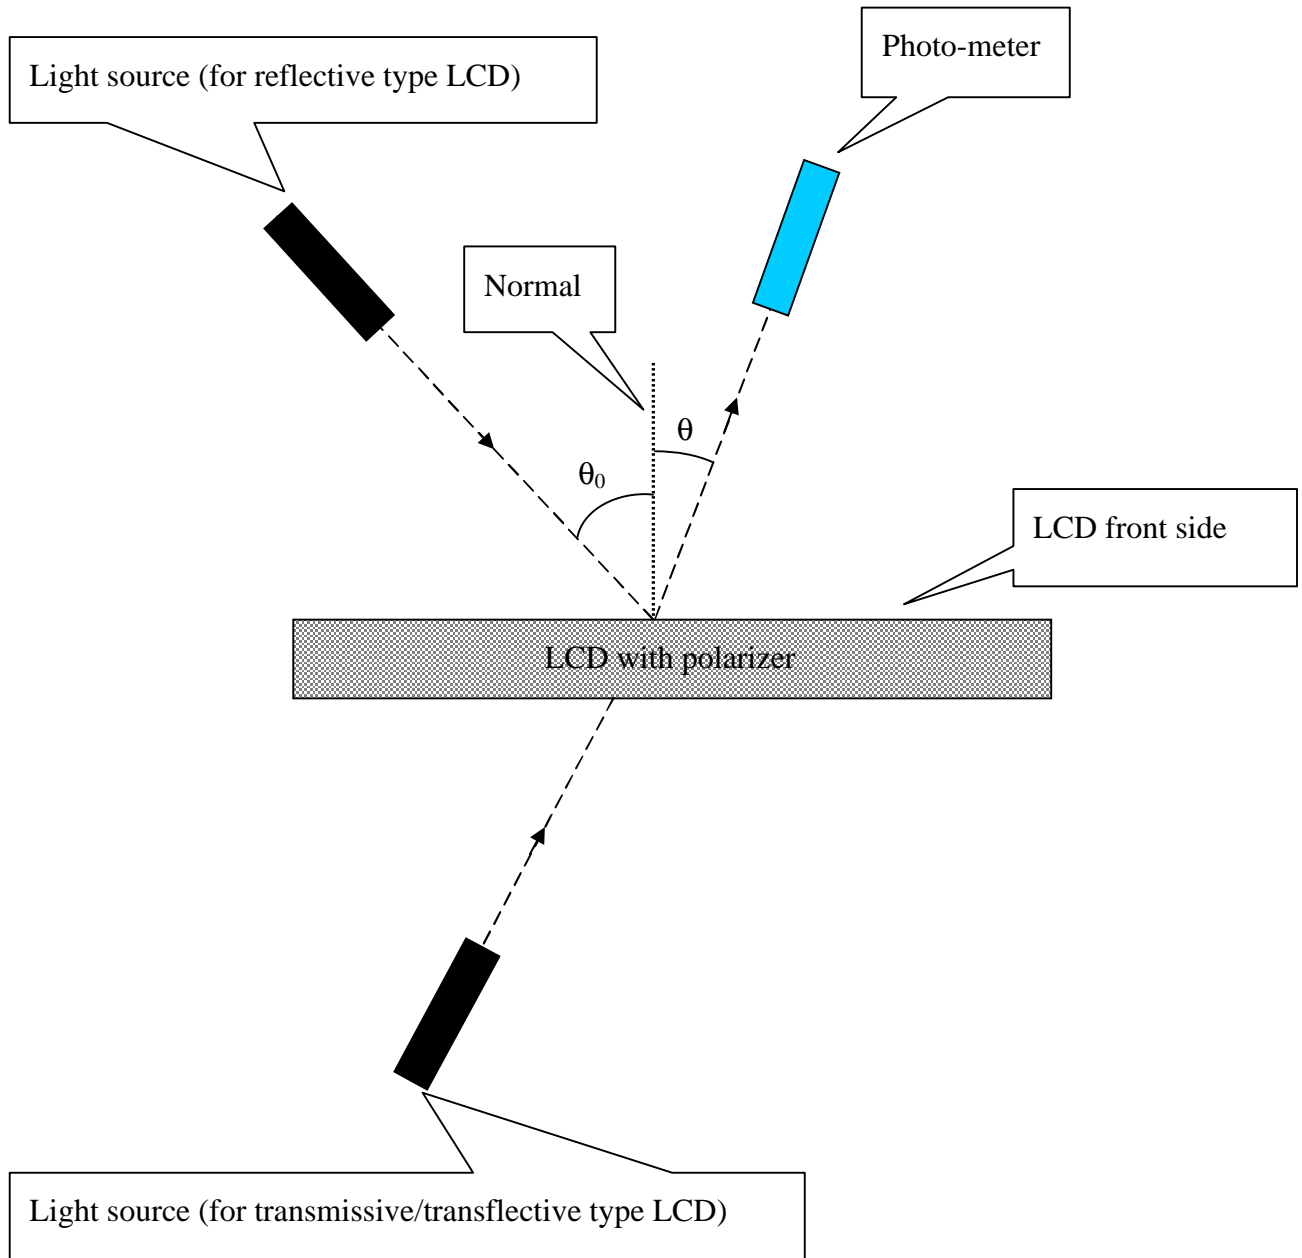 Photo-meter
Light source (for reflective type LCD)
Normal
θ
θ₀
LCD front side
LCD with polarizer
Light source (for transmissive/transflective type LCD)